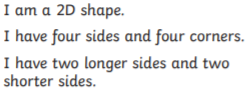 I am a 2D shape.
I have four sides and four corners.
I have two longer sides and two
shorter sides.